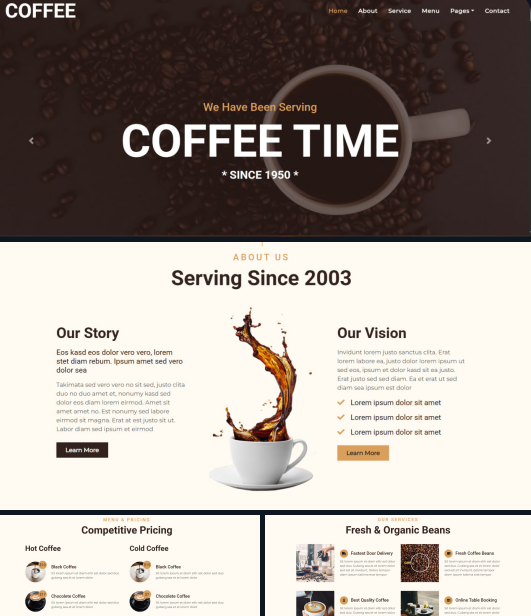 COFFEE
Home About Service Menu Pages Contact
We Have Been Serving
COFFEE TIME
* SINCE 1950 *
ABOUT US
Serving Since 2003
Our Story
Eos kasd eos dolor vero vero, lorem
stet diam rebum. Ipsum amet sed vero
dolor sea
Takimata sed vero vero no sit sed, justo clita
duo no duo amet et, nonumy kasd sed
dolor eos diam lorem eirmod. Amet sit
amet amet no. Est nonumy sed labore
eirmod sit magna. Erat at est justo sit ut.
Labor diam sed ipsum et eirmod
Learn More
Our Vision
Invidunt lorem justo sanctus clita. Erat
lorem labore ea, justo dolor lorem ipsum ut
sed eos, ipsum et dolor kasd sit ea justo.
Erat justo sed sed diam. Ea et erat ut sed
diam sea ipsum est dolor
Lorem ipsum dolor sit amet
Lorem ipsum dolor sit amet
Lorem ipsum dolor sit amet
Learn More
MENU & PRICING
Competitive Pricing
Hot Coffee
Black Coffee
Chocolate Coffee
Cold Coffee
Black Coffee
Chocolate Coffee
OUR SERVICES
Fresh & Organic Beans
Fastest Door Delivery
Fresh Coffee Beans
Best Quality Coffee
Online Table Booking